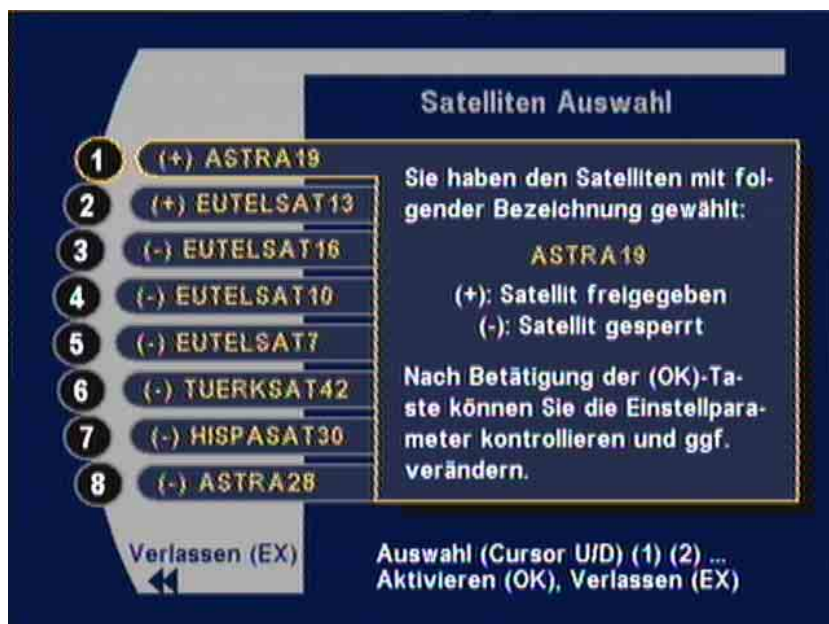 Satelliten Auswahl
1 (+) ASTRA19
2 (+) EUTELSAT13
3 (-) EUTELSAT16
4 (-) EUTELSAT10
5 (-) EUTELSAT7
6 (-) TUERKSAT42
7 (-) HISPASAT30
8 (-) ASTRA28
Sie haben den Satelliten mit fol-
gender Bezeichnung gewählt:
ASTRA19
(+): Satellit freigegeben
(-): Satellit gesperrt
Nach Betätigung der (OK)-Ta-
ste können Sie die Einstellpara-
meter kontrollieren und ggf.
verändern.
Verlassen (EX)
Auswahl (Cursor U/D) (1) (2) ...
Aktivieren (OK), Verlassen (EX)